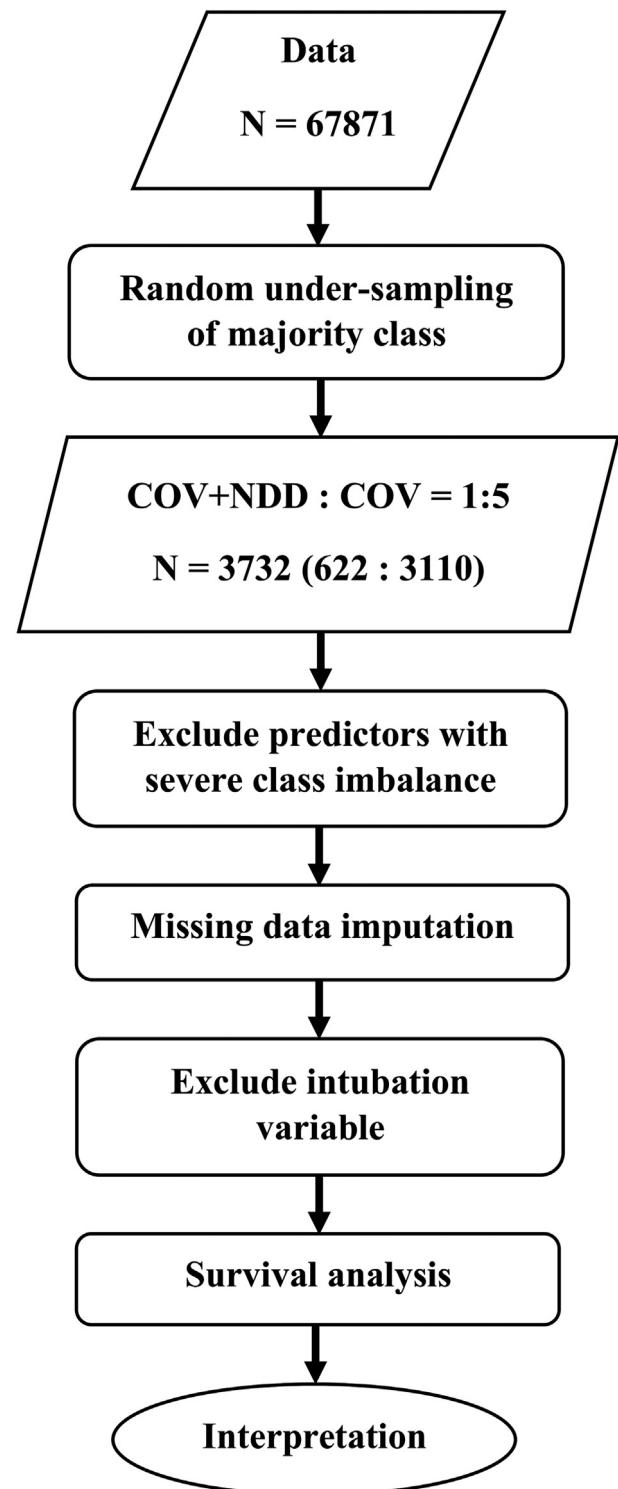 Data
N = 67871
Random under-sampling
of majority class
COV+NDD : COV = 1:5
N = 3732 (622 : 3110)
Exclude predictors with
severe class imbalance
Missing data imputation
Exclude intubation
variable
Survival analysis
Interpretation